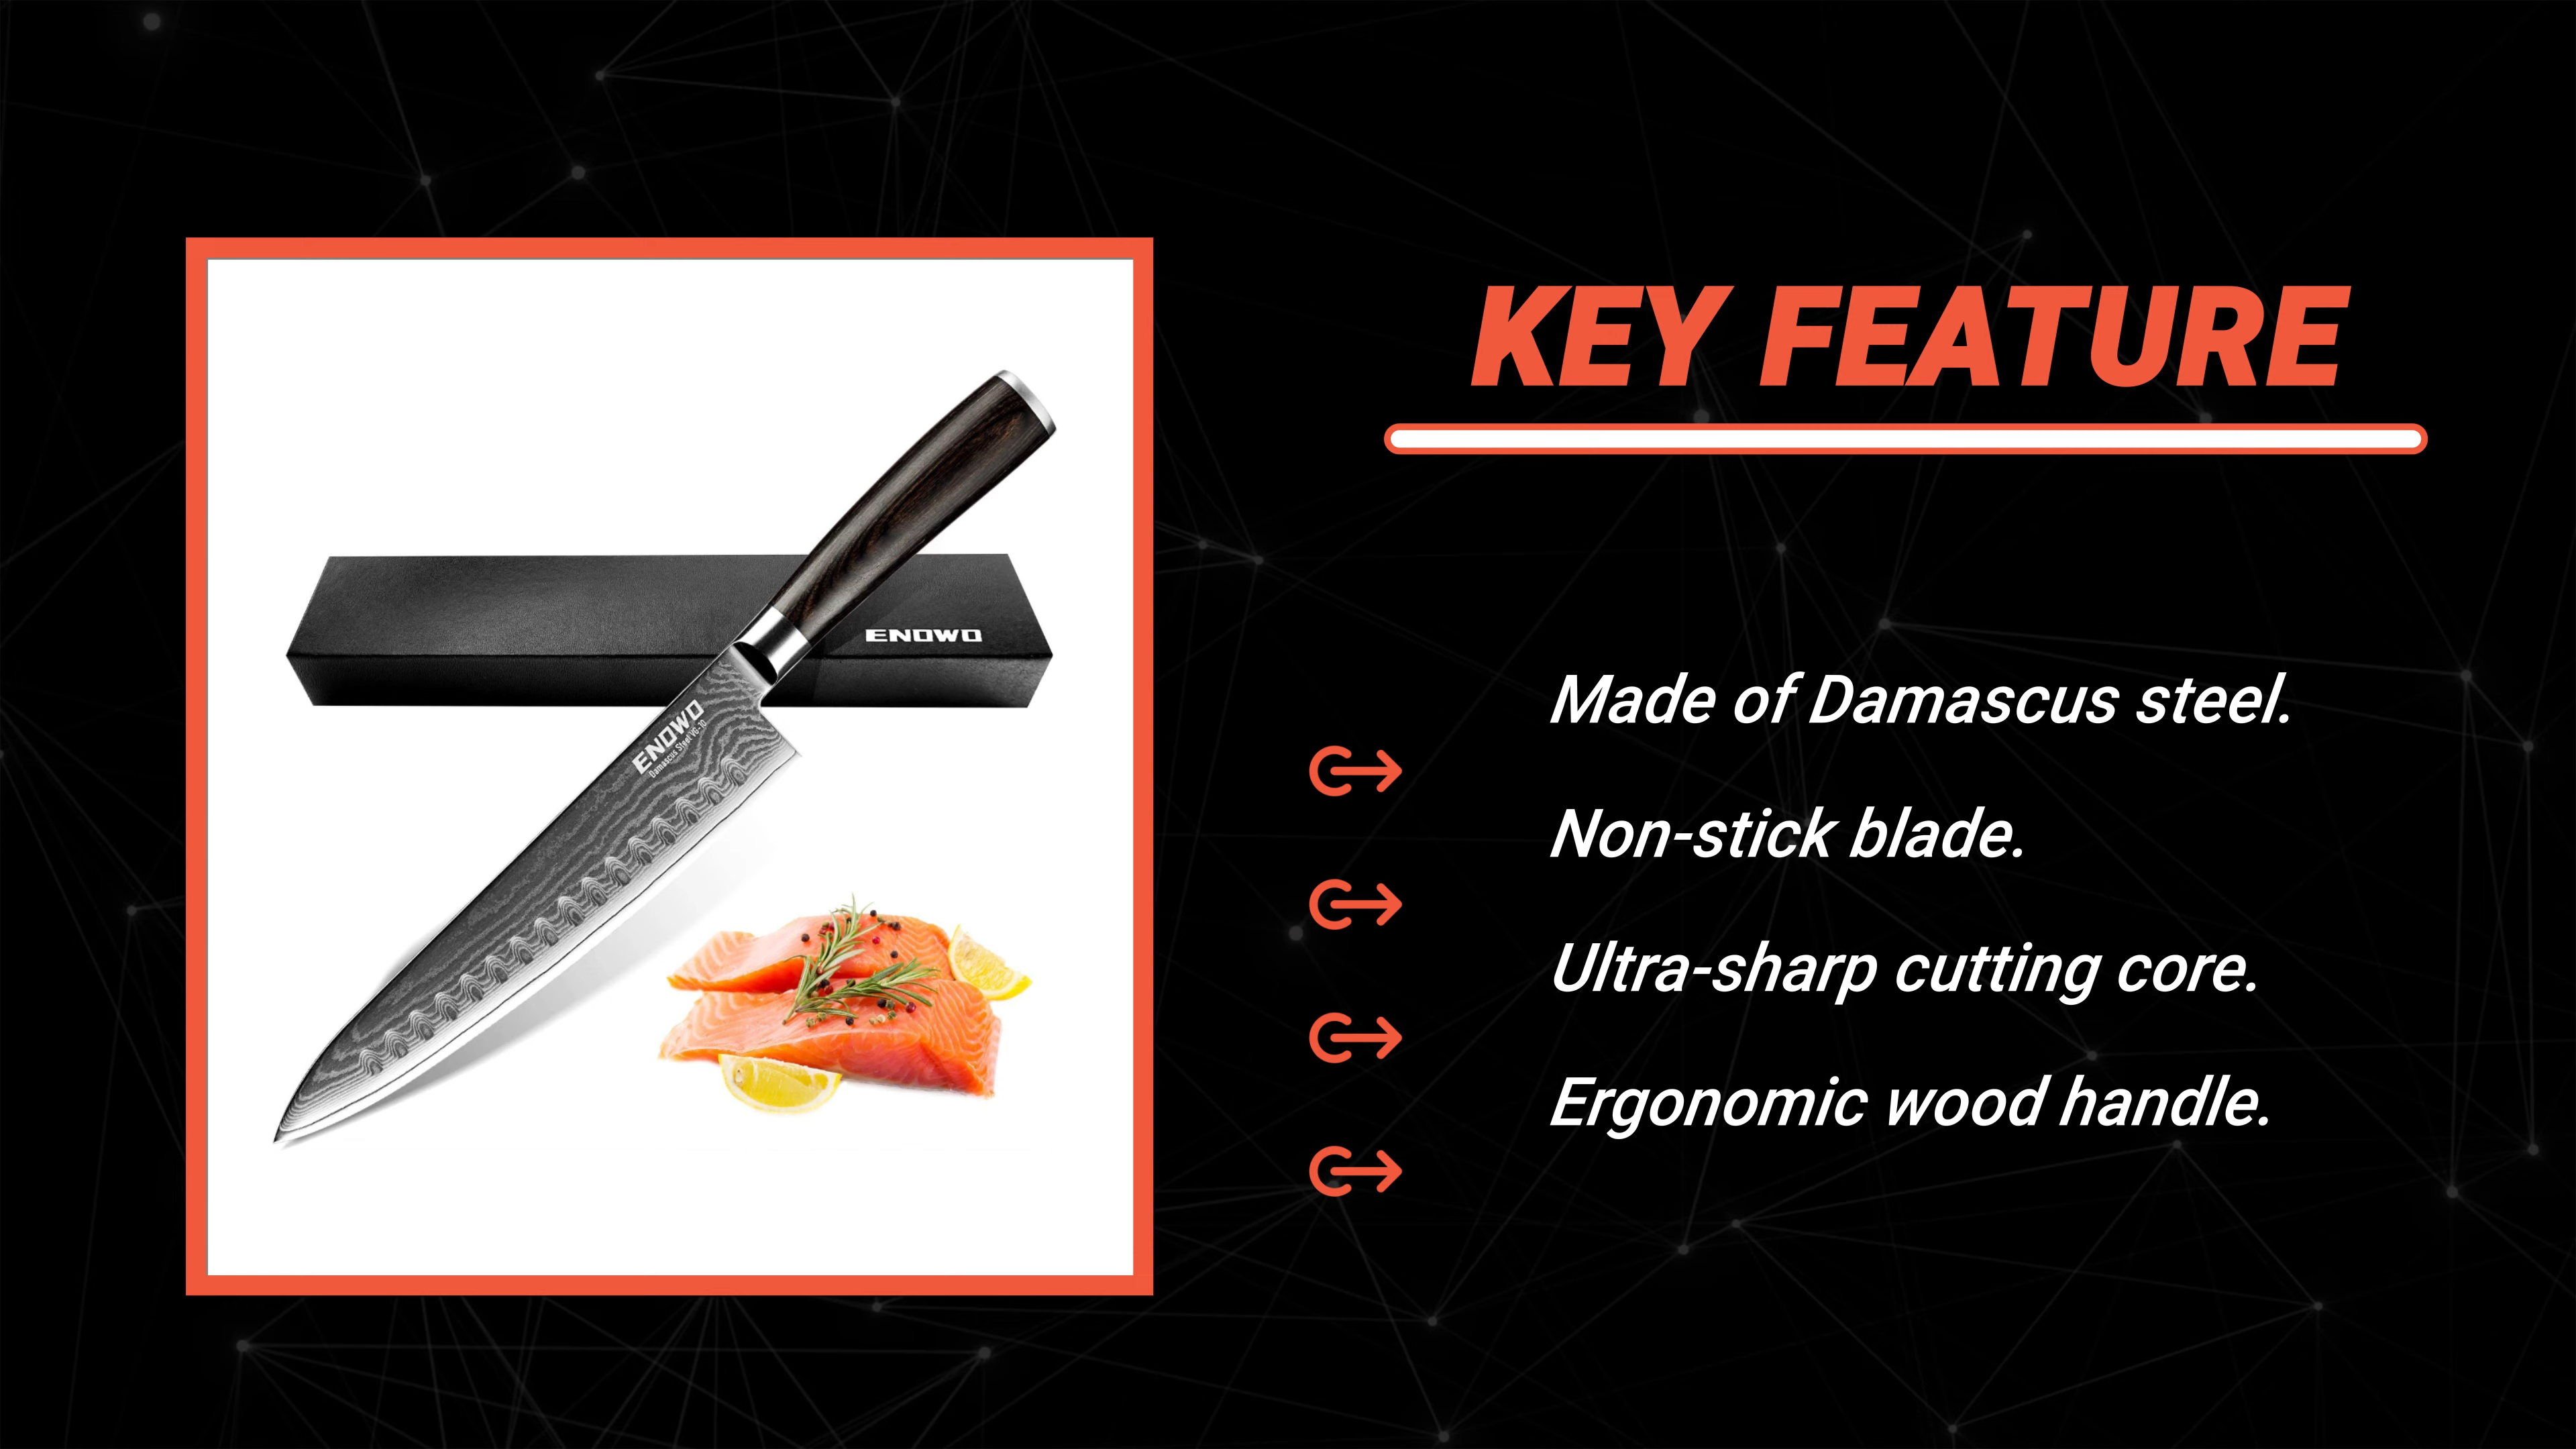 KEY FEATURE
ENOWO
ENOWO
Damascus Steel VG-10
Made of Damascus steel.
Non-stick blade.
Ultra-sharp cutting core.
Ergonomic wood handle.